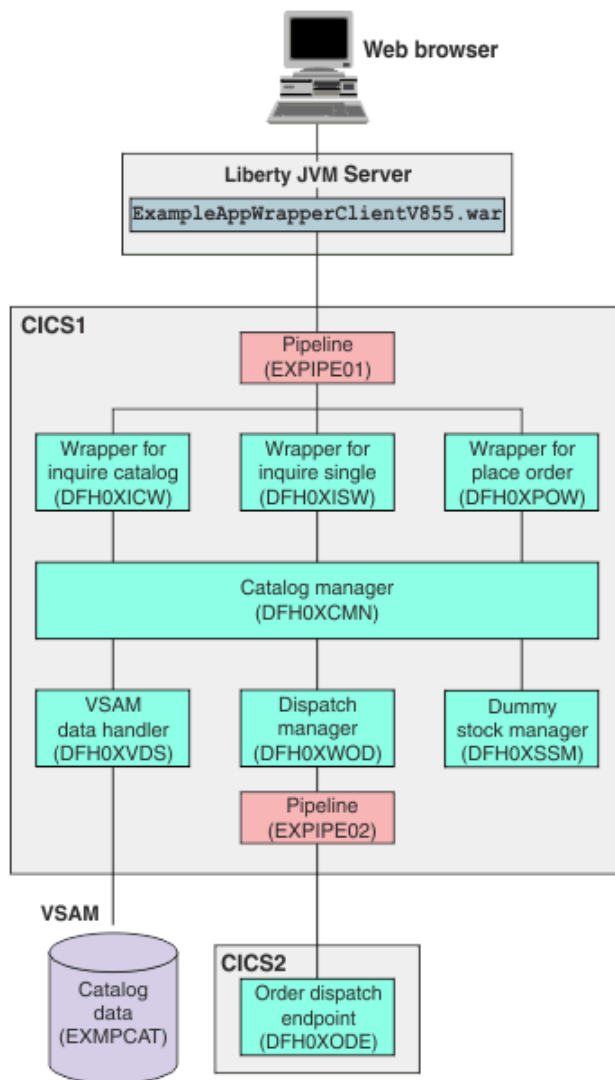 Web browser
Liberty JVM Server
ExampleAppWrapperClientV855.war
CICS1
Pipeline
(EXPIPE01)
Wrapper for
inquire catalog
(DFH0XICW)
Wrapper for
inquire single
(DFH0XISW)
Wrapper for
place order
(DFH0XPOW)
Catalog manager
(DFH0XCMN)
VSAM
data handler
(DFH0XVDS)
Dispatch
manager
(DFH0XWOD)
Dummy
stock manager
(DFH0XSSM)
Pipeline
(EXPIPE02)
VSAM
Catalog
data
(EXMPCAT)
CICS2
Order dispatch
endpoint
(DFH0XODE)